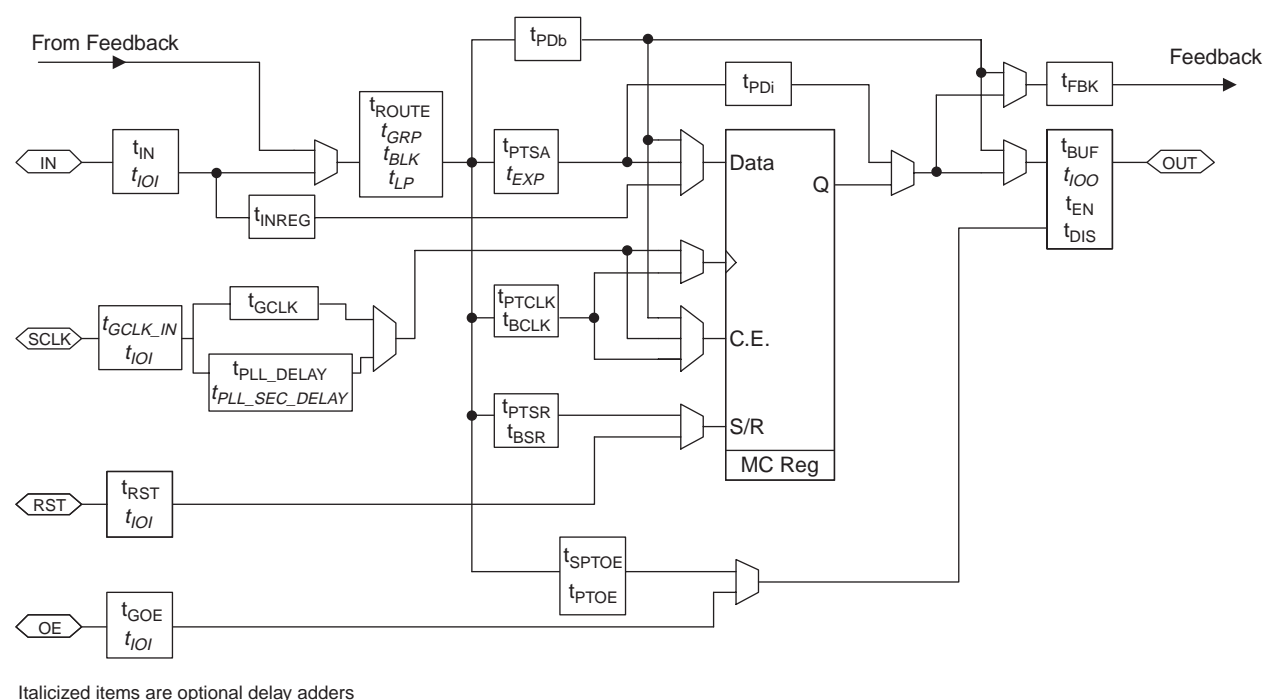 From Feedback
IN
tIN
tIOI
tINREG
tROUTE
tGRP
tBLK
tLP
tPDb
tPTSA
tEXP
tPDi
tFBK
Feedback
tBUF
tIOO
tEN
tDIS
OUT
Data
Q
C.E.
S/R
MC Reg
SCLK
tGCLK_IN
tIOI
tGCLK
tPLL_DELAY
tPLL_SEC_DELAY
tPTCLK
tBCLK
tPTSR
tBSR
RST
tRST
tIOI
tSPTOE
tPTOE
OE
tGOE
tIOI
Italicized items are optional delay adders